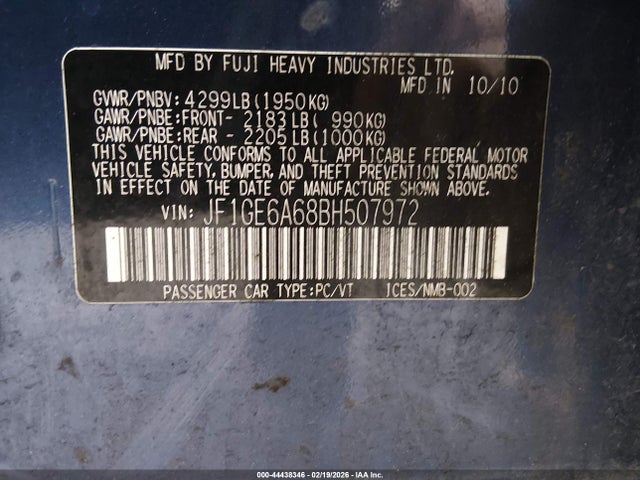 MFD BY FUJI HEAVY INDUSTRIES LTD.
MFD IN 10/10
GVWR/PNBV: 4299LB(1950KG)
GAWR/PNBE:FRONT- 2183LB( 990KG)
GAWR/PNBE:REAR - 2205LB(1000KG)
THIS VEHICLE CONFORMS TO ALL APPLICABLE FEDERAL MOTOR
VEHICLE SAFETY, BUMPER, AND THEFT PREVENTION STANDARDS
IN EFFECT ON THE DATE OF MANUFACTURE SHOWN ABOVE.
VIN: JF1GE6A68BH507972
PASSENGER CAR TYPE:PC/VT ICES/NMB-002
000-44438346 - 02/19/2026 - IAA Inc.